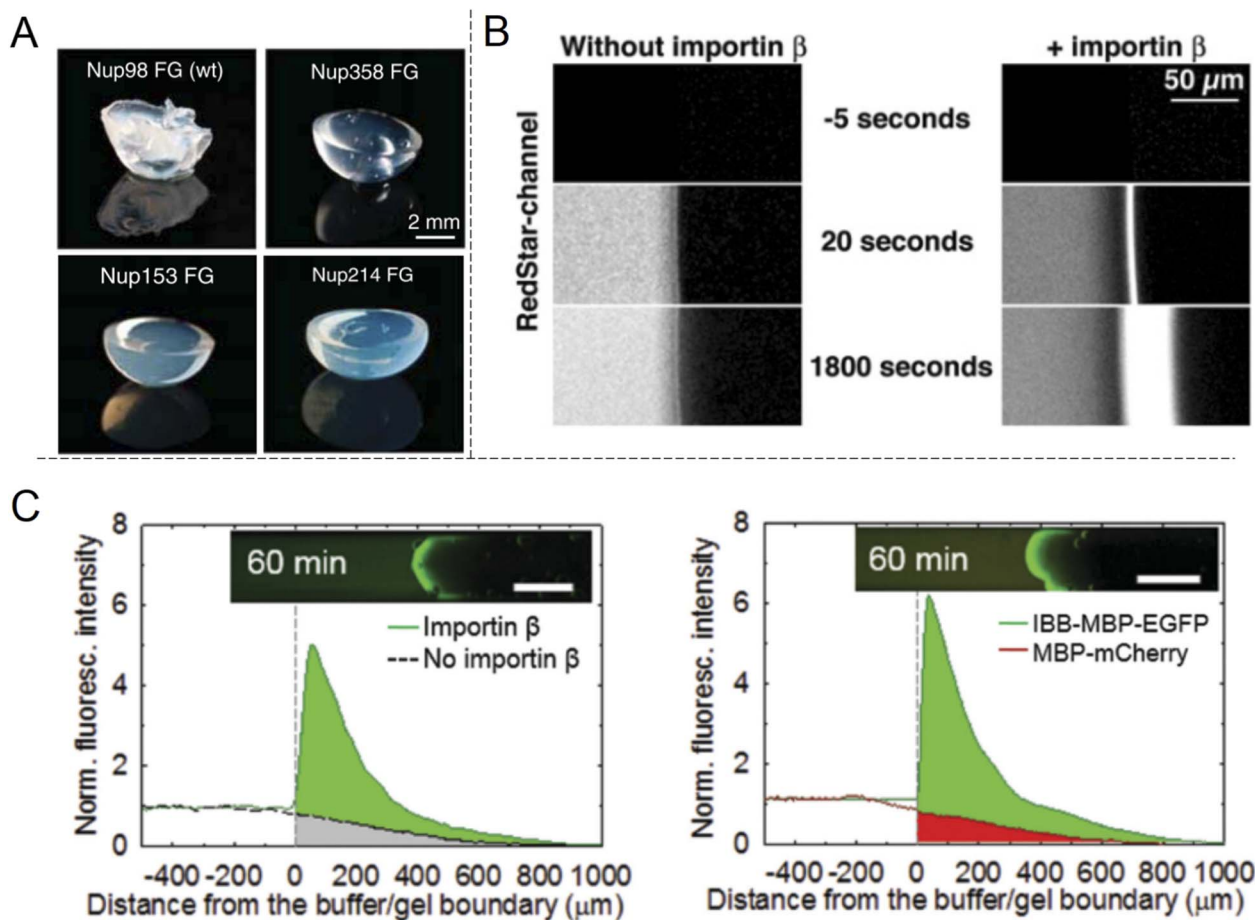 A
Nup98 FG (wt)
Nup358 FG
2 mm
Nup153 FG
Nup214 FG
B
Without importin β
+ importin β
RedStar-channel
50 µm
-5 seconds
20 seconds
1800 seconds
C
Norm. fluoresc. intensity
8
6
4
2
0
60 min
Importin β
No importin β
-400 -200 0 200 400 600 800 1000
Distance from the buffer/gel boundary (µm)
Norm. fluoresc. intensity
8
6
4
2
0
60 min
IBB-MBP-EGFP
MBP-mCherry
-400 -200 0 200 400 600 800 1000
Distance from the buffer/gel boundary (µm)